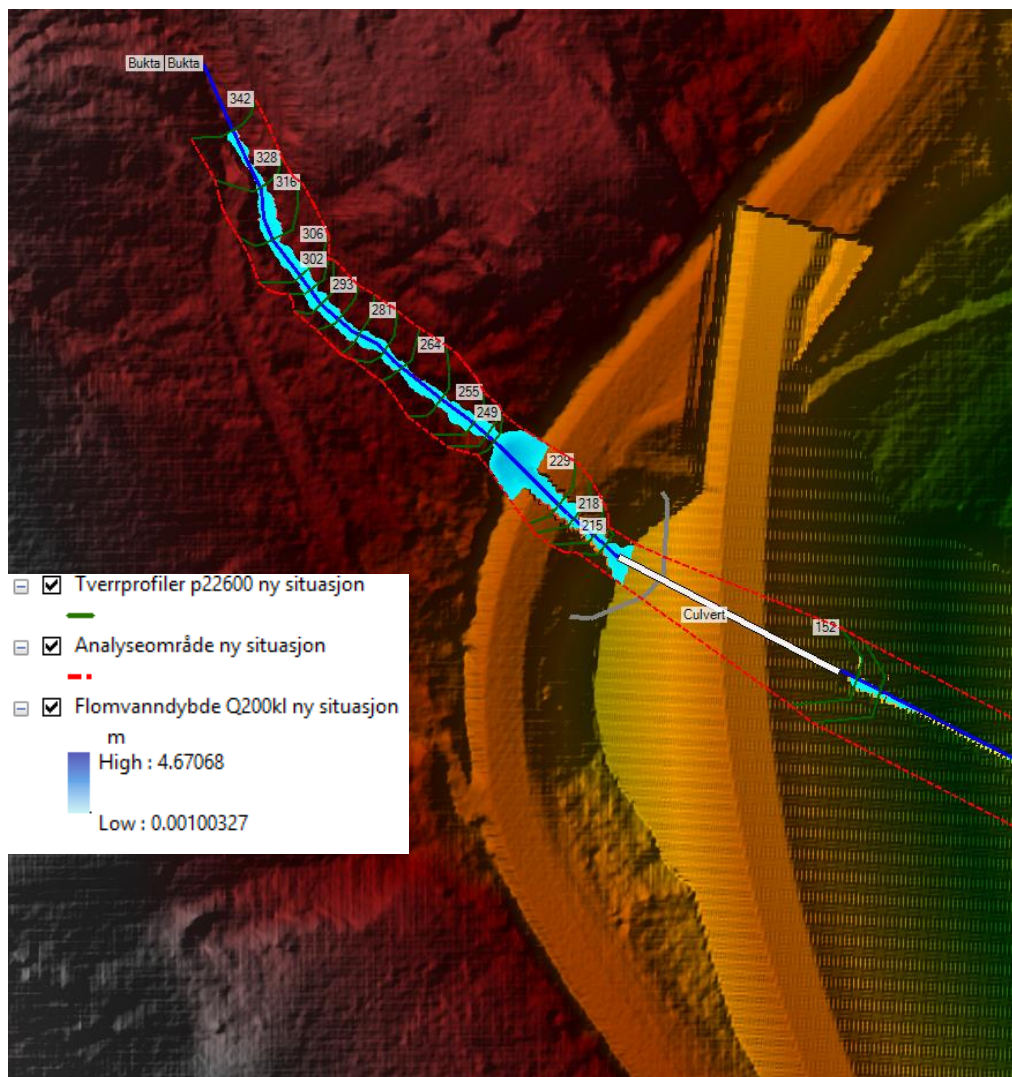 Bukta Bukta
342
328
316
306
302
293
281
264
255
249
229
218
215
Culvert
152
Tverrprofiler p22600 ny situasjon
Analyseområde ny situasjon
Flomvanndybde Q200kl ny situasjon
m
High : 4.67068
Low : 0.00100327